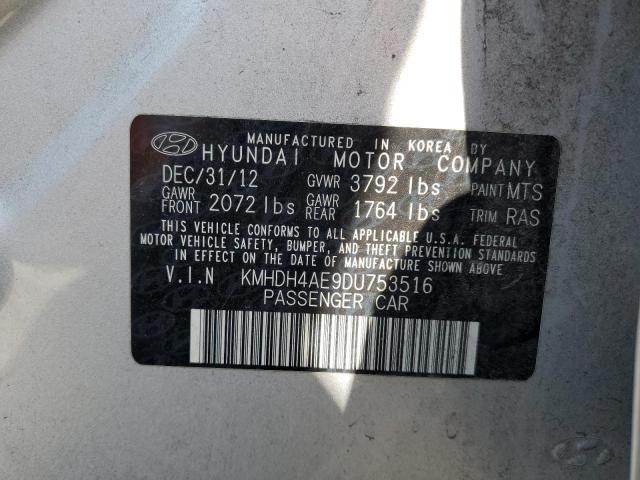 MANUFACTURED IN KOREA BY
HYUNDAI MOTOR COMPANY
DEC/31/12 GVWR 3792 lbs PAINT MTS
GAWR FRONT 2072 lbs GAWR REAR 1764 lbs TRIM RAS
THIS VEHICLE CONFORMS TO ALL APPLICABLE U.S.A. FEDERAL
MOTOR VEHICLE SAFETY, BUMPER, AND THEFT PREVENTION STANDARDS
IN EFFECT ON THE DATE OF MANUFACTURE SHOWN ABOVE.
V.I.N KMHDH4AE9DU753516
PASSENGER CAR